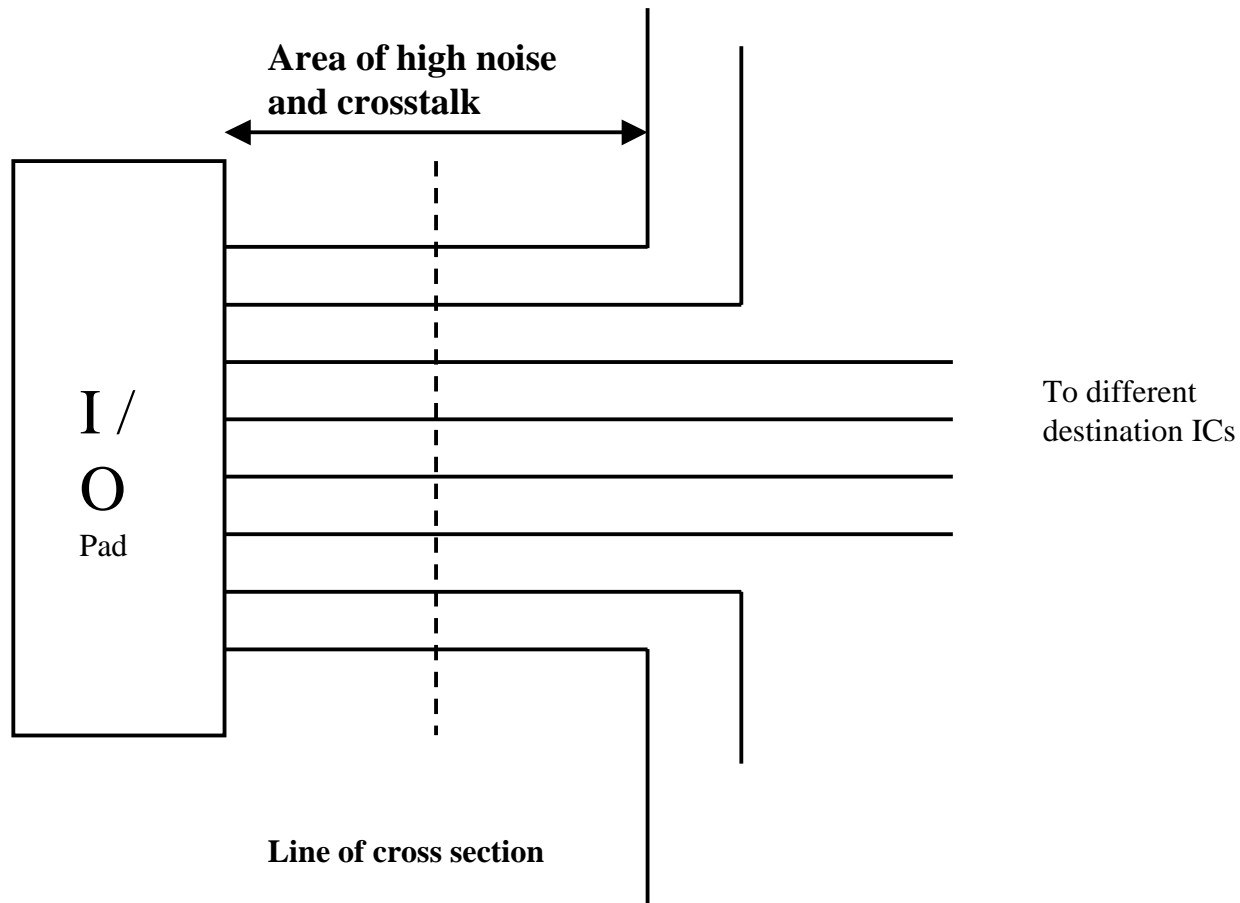 Area of high noise
and crosstalk
I /
O
Pad
To different
destination ICs
Line of cross section